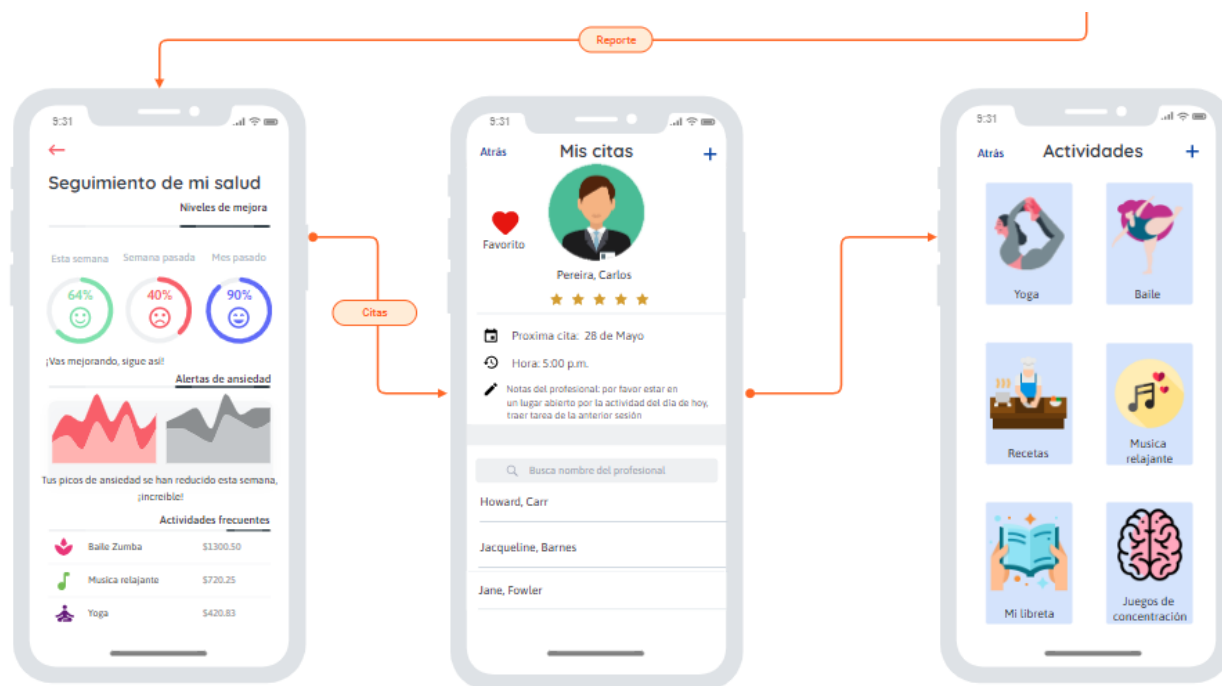 Reporte
9:31
Seguimiento de mi salud
Niveles de mejora
Esta semana
Semana pasada
Mes pasado
64%
40%
90%
¡Vas mejorando, sigue asi!
Alertas de ansiedad
Tus picos de ansiedad se han reducido esta semana,
¡increible!
Actividades frecuentes
Baile Zumba $1300.50
Musica relajante $720.25
Yoga $420.83
Citas
9:31
Atrás
Mis citas
+
Favorito
Pereira, Carlos
Proxima cita: 28 de Mayo
Hora: 5:00 p.m.
Notas del profesional: por favor estar en
un lugar abierto por la actividad del día de hoy,
traer tarea de la anterior sesión
Busca nombre del profesional
Howard, Carr
Jacqueline, Barnes
Jane, Fowler
9:31
Atrás
Actividades
+
Yoga
Baile
Recetas
Musica
relajante
Mi libreta
Juegos de
concentración